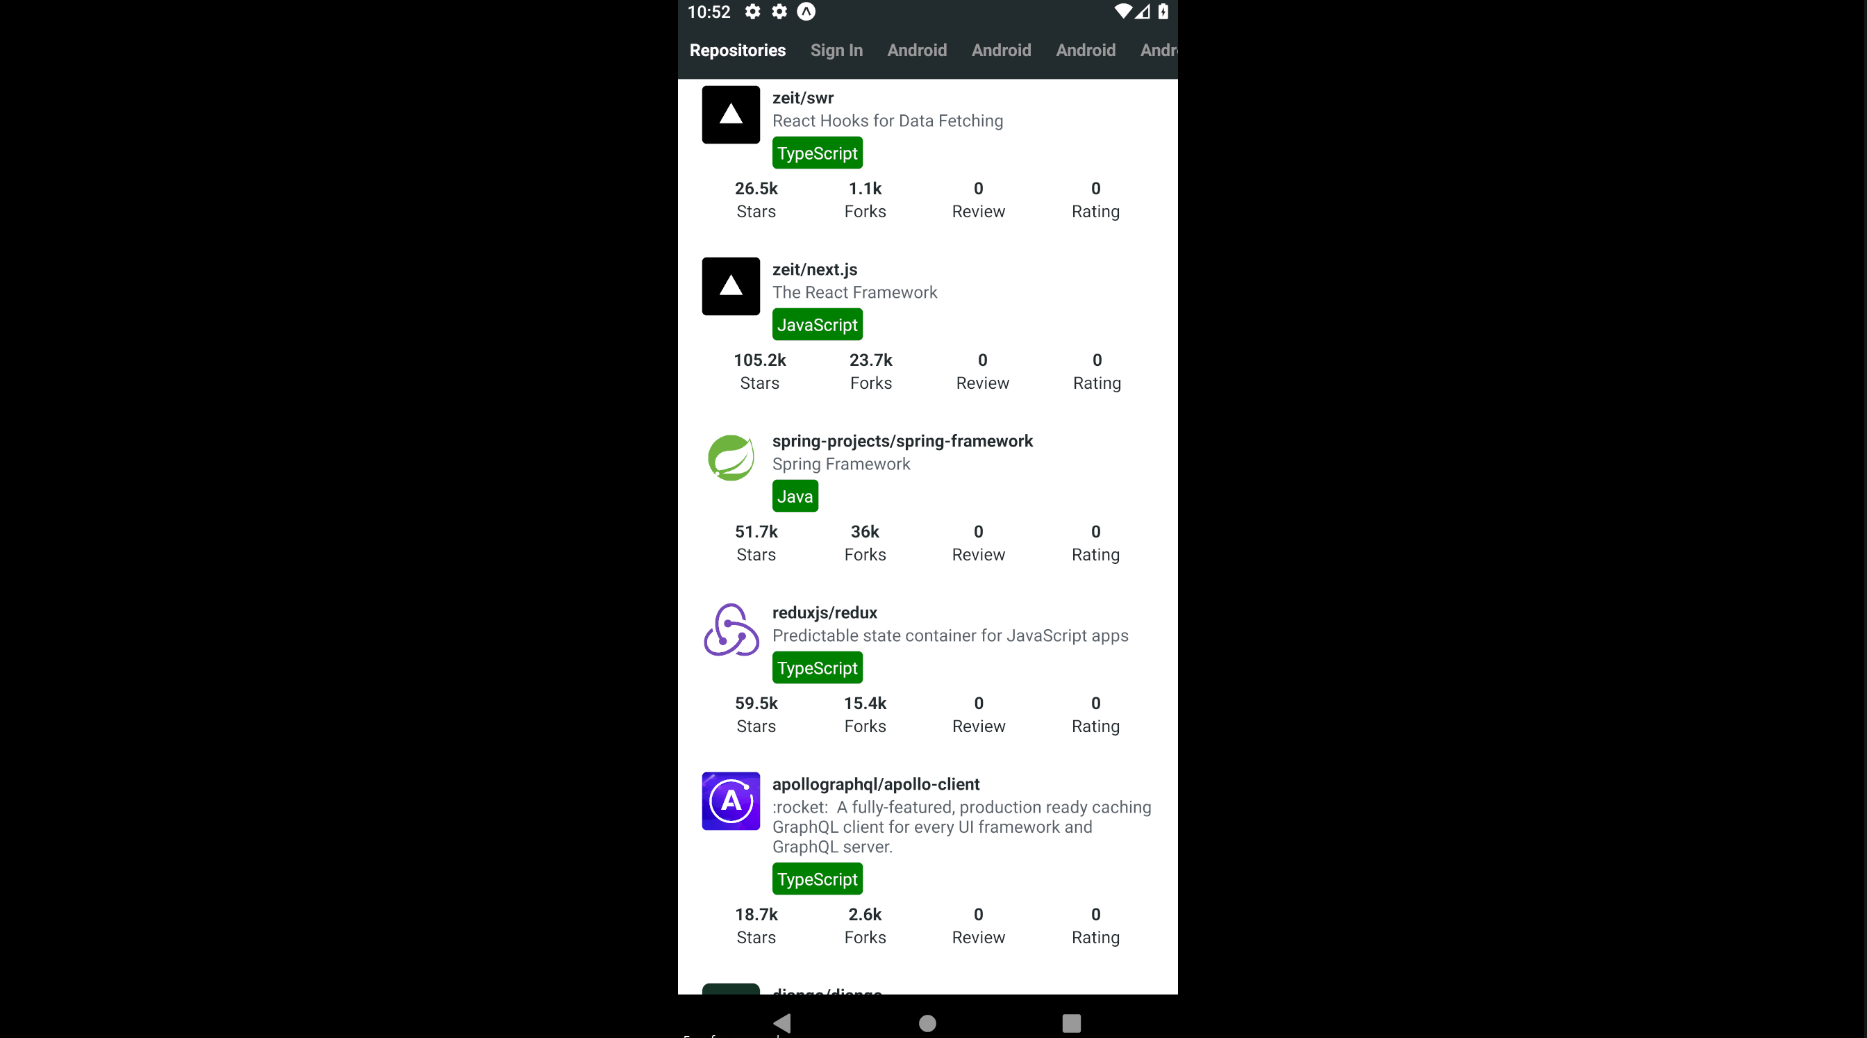 10:52
Repositories Sign In Android Android Android Andr
zeit/swr
React Hooks for Data Fetching
TypeScript
26.5k 1.1k 0 0
Stars Forks Review Rating
zeit/next.js
The React Framework
JavaScript
105.2k 23.7k 0 0
Stars Forks Review Rating
spring-projects/spring-framework
Spring Framework
Java
51.7k 36k 0 0
Stars Forks Review Rating
reduxjs/redux
Predictable state container for JavaScript apps
TypeScript
59.5k 15.4k 0 0
Stars Forks Review Rating
A
apollographql/apollo-client
:rocket: A fully-featured, production ready caching
GraphQL client for every UI framework and
GraphQL server.
TypeScript
18.7k 2.6k 0 0
Stars Forks Review Rating
django/django